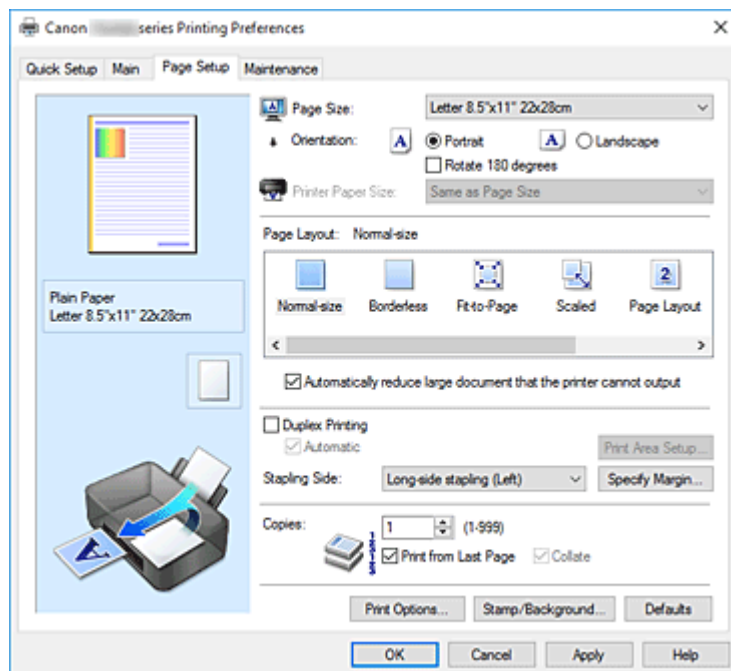 Canon series Printing Preferences
Quick Setup Main Page Setup Maintenance
Page Size: Letter 8.5"x11" 22x28cm
Orientation: A Portrait A Landscape
Rotate 180 degrees
Printer Paper Size: Same as Page Size
Page Layout: Normal-size
2
Normal-size Borderless Fit-to-Page Scaled Page Layout
Plain Paper
Letter 8.5"x11" 22x28cm
Automatically reduce large document that the printer cannot output
Duplex Printing
Automatic Print Area Setup...
Stapling Side: Long-side stapling (Left) Specify Margin...
Copies: 1 (1-999)
Print from Last Page Collate
A
Print Options... Stamp/Background... Defaults
OK Cancel Apply Help